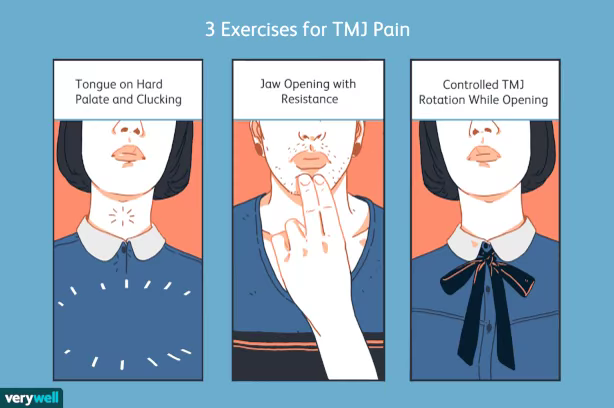 3 Exercises for TMJ Pain
Tongue on Hard
Palate and Clucking
Jaw Opening with
Resistance
Controlled TMJ
Rotation While Opening
verywell